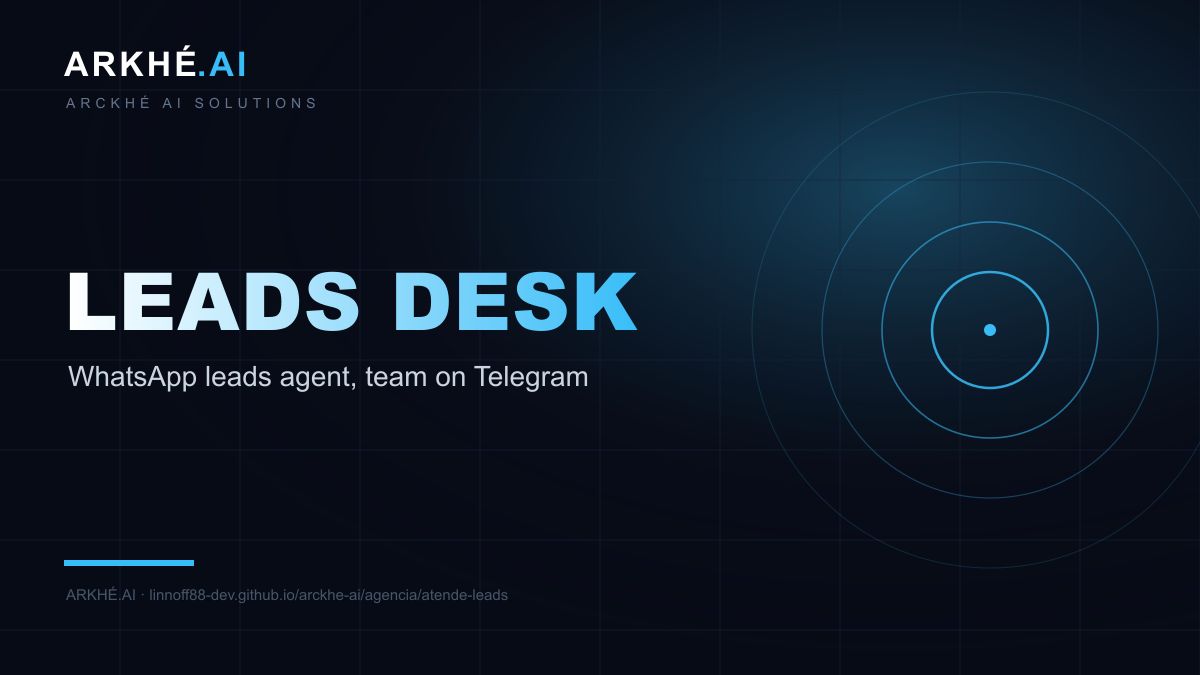 ARKHÉ.AI
ARCKHÉ AI SOLUTIONS
LEADS DESK
WhatsApp leads agent, team on Telegram
ARKHÉ.AI · linnoff88-dev.github.io/arckhe-ai/agencia/atende-leads